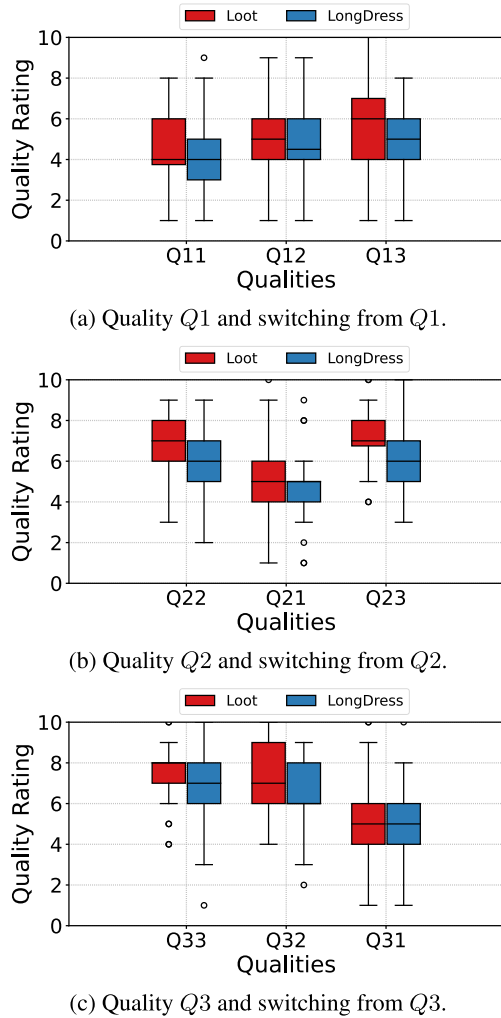 Loot LongDress
10
8
6
4
2
0
Quality Rating
Q11 Q12 Q13
Qualities
(a) Quality Q1 and switching from Q1.
Loot LongDress
10
8
6
4
2
0
Quality Rating
Q22 Q21 Q23
Qualities
(b) Quality Q2 and switching from Q2.
Loot LongDress
10
8
6
4
2
0
Quality Rating
Q33 Q32 Q31
Qualities
(c) Quality Q3 and switching from Q3.